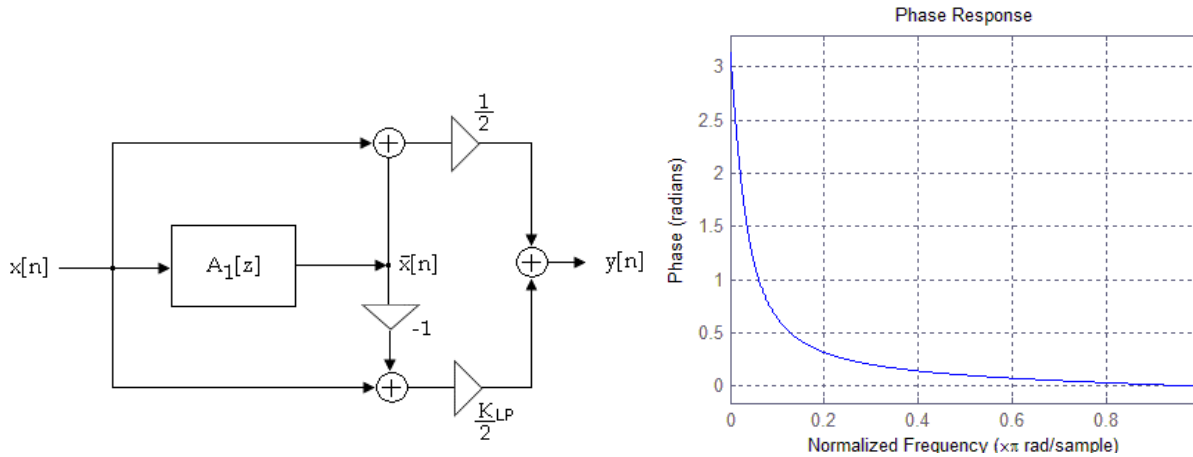 1
2
x[n]
A1[z]
x̄[n]
-1
y[n]
KLP
2
Phase Response
Phase (radians)
3
2.5
2
1.5
1
0.5
0
0 0.2 0.4 0.6 0.8
Normalized Frequency (×π rad/sample)